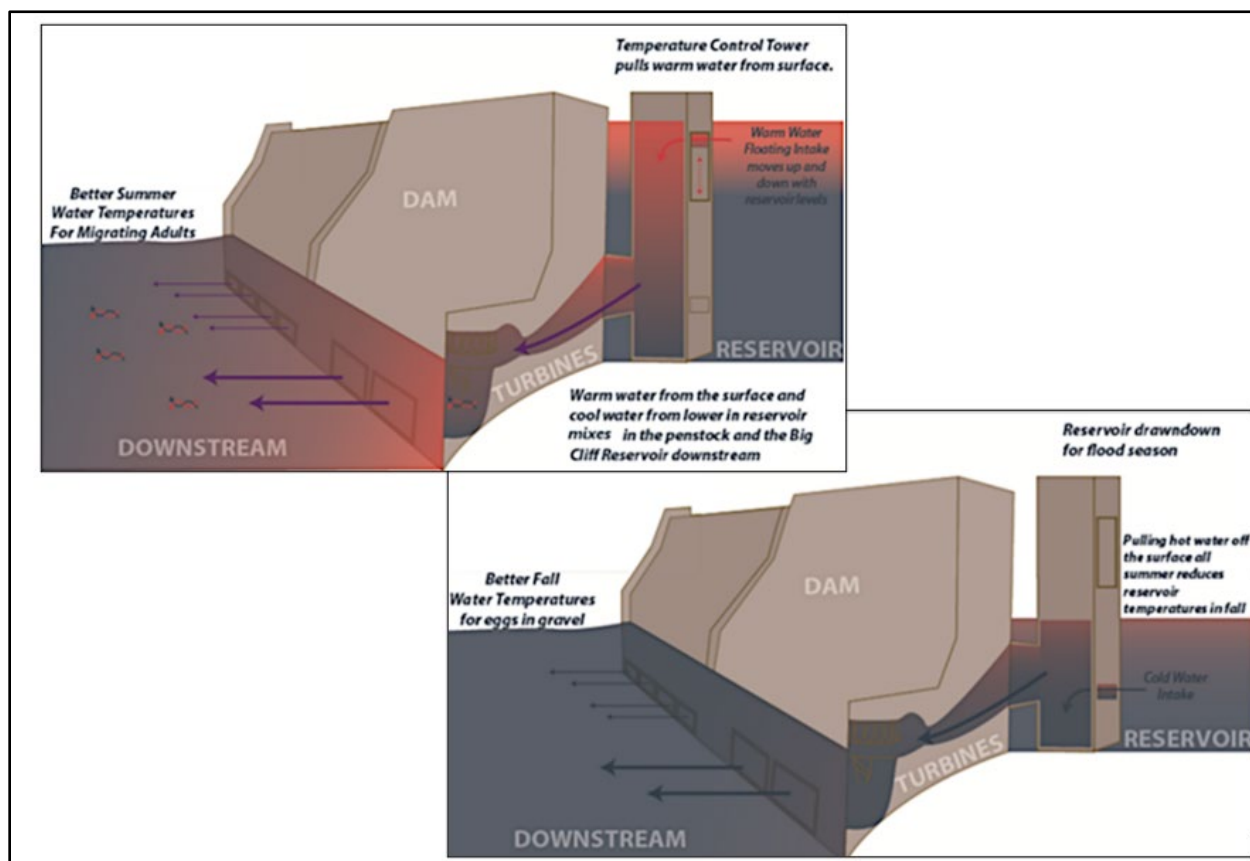 Temperature Control Tower
pulls warm water from surface.
Warm Water
Floating Intake
moves up and
down with
reservoir levels
DAM
Better Summer
Water Temperatures
For Migrating Adults
RESERVOIR
TURBINES
Warm water from the surface and
cool water from lower in reservoir
mixes in the penstock and the Big
Cliff Reservoir downstream
DOWNSTREAM
Reservoir drawndown
for flood season
Pulling hot water off
the surface all
summer reduces
reservoir
temperatures in fall
DAM
Better Fall
Water Temperatures
for eggs in gravel
Cold Water
Intake
RESERVOIR
TURBINES
DOWNSTREAM